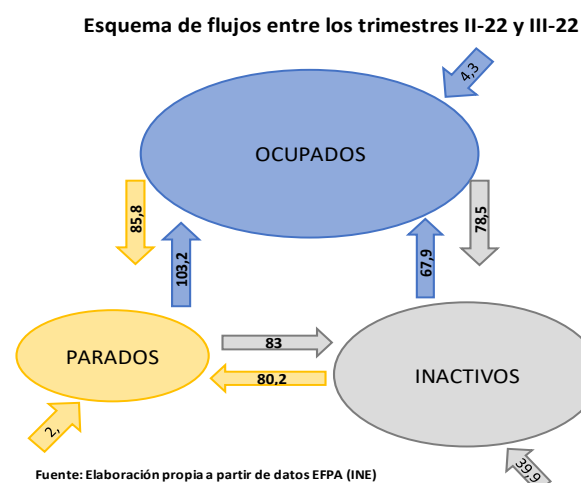 Esquema de flujos entre los trimestres II-22 y III-22
4,3
OCUPADOS
85,8
103,2
67,9
78,5
PARADOS
83
80,2
INACTIVOS
2,
39,9
Fuente: Elaboración propia a partir de datos EFPA (INE)